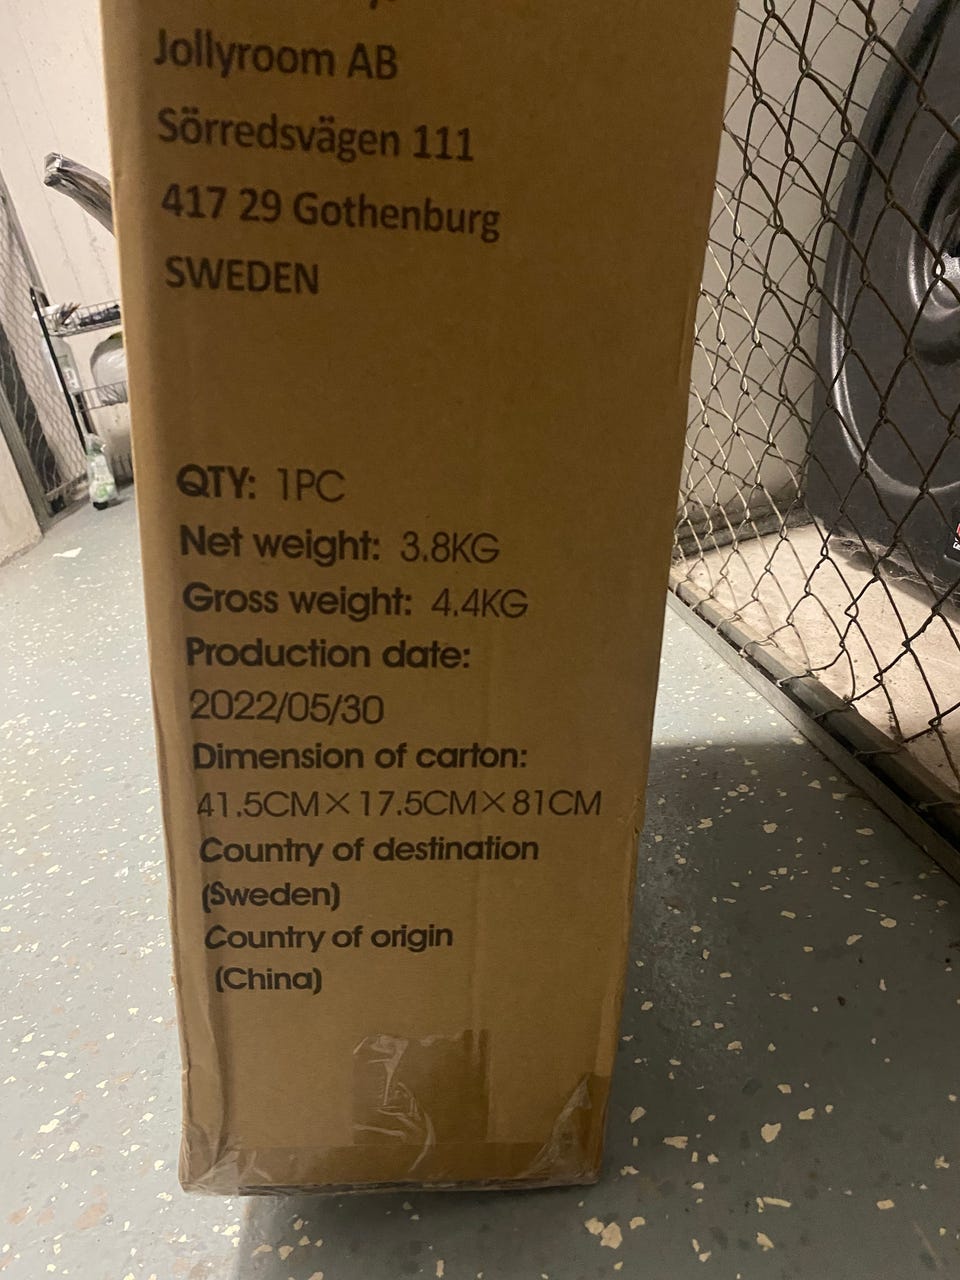 Jollyroom AB
Sörredsvägen 111
417 29 Gothenburg
SWEDEN
QTY: 1PC
Net weight: 3.8KG
Gross weight: 4.4KG
Production date:
2022/05/30
Dimension of carton:
41.5CM×17.5CM×81CM
Country of destination
(Sweden)
Country of origin
(China)